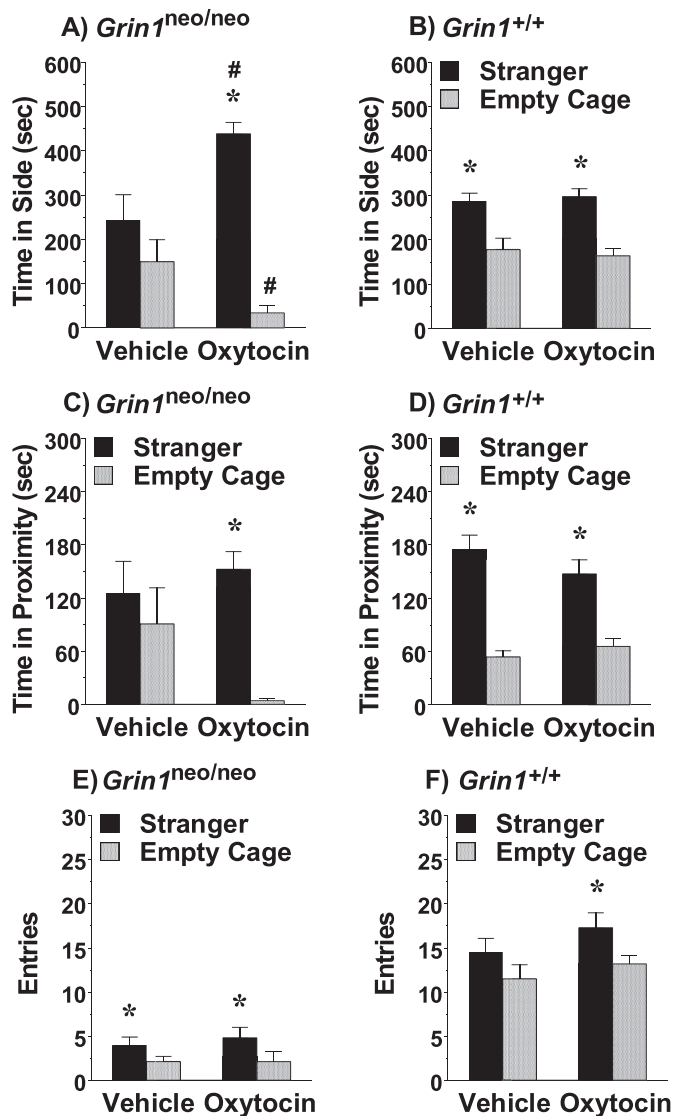 A) Grin1neo/neo
600
500
400
300
200
100
0
Time in Side (sec)
#
*
#
Vehicle Oxytocin
B) Grin1+/+
Stranger
Empty Cage
600
500
400
300
200
100
0
Time in Side (sec)
*
*
Vehicle Oxytocin
C) Grin1neo/neo
Stranger
Empty Cage
300
240
180
120
60
0
Time in Proximity (sec)
*
Vehicle Oxytocin
D) Grin1+/+
Stranger
Empty Cage
300
240
180
120
60
0
Time in Proximity (sec)
*
*
Vehicle Oxytocin
E) Grin1neo/neo
Stranger
Empty Cage
30
25
20
15
10
5
0
Entries
*
*
Vehicle Oxytocin
F) Grin1+/+
Stranger
Empty Cage
30
25
20
15
10
5
0
Entries
*
Vehicle Oxytocin